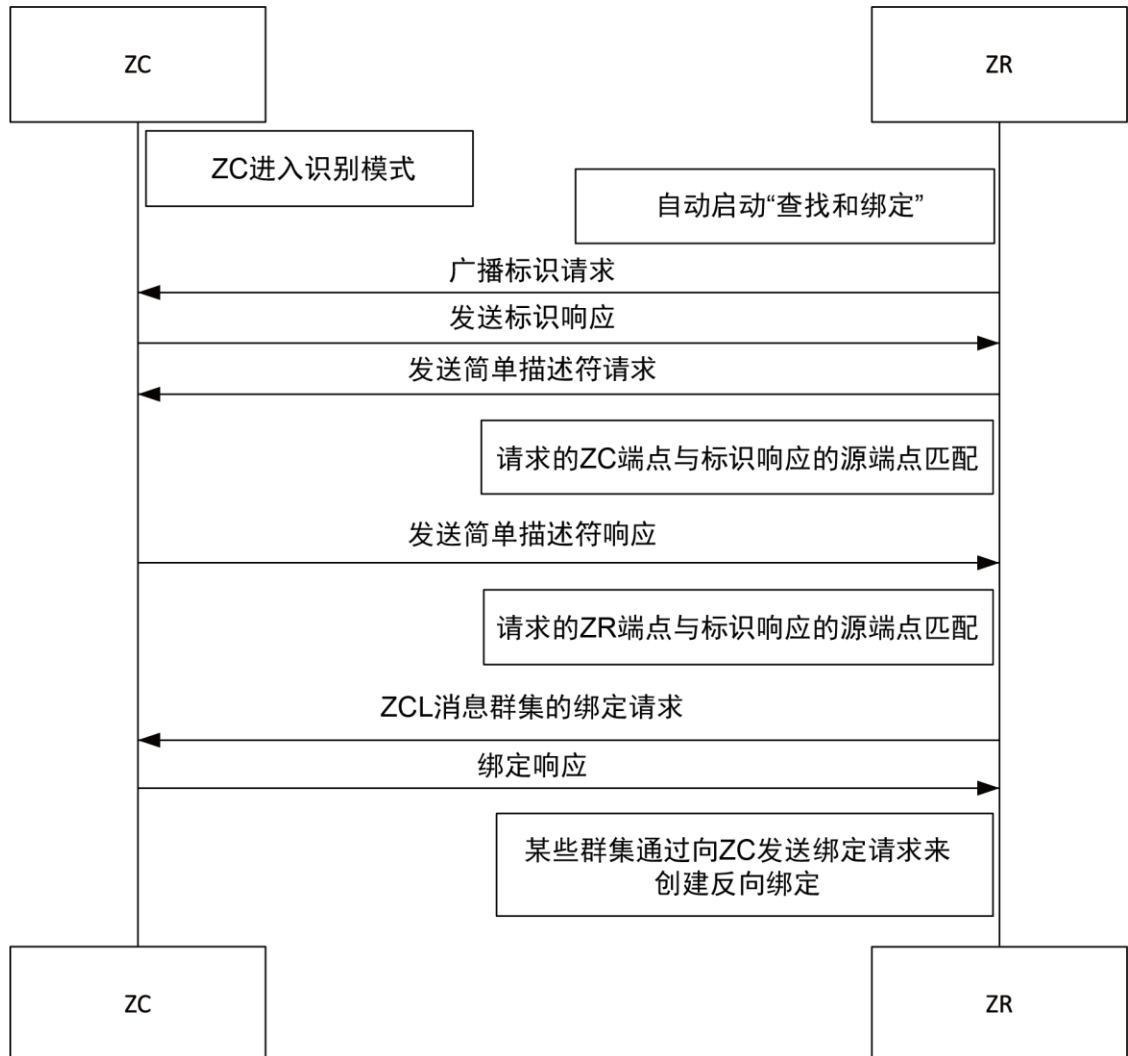 ZC
ZR
ZC进入识别模式
自动启动“查找和绑定”
广播标识请求
发送标识响应
发送简单描述符请求
请求的ZC端点与标识响应的源端点匹配
发送简单描述符响应
请求的ZR端点与标识响应的源端点匹配
ZCL消息群集的绑定请求
绑定响应
某些群集通过向ZC发送绑定请求来
创建反向绑定
ZC
ZR